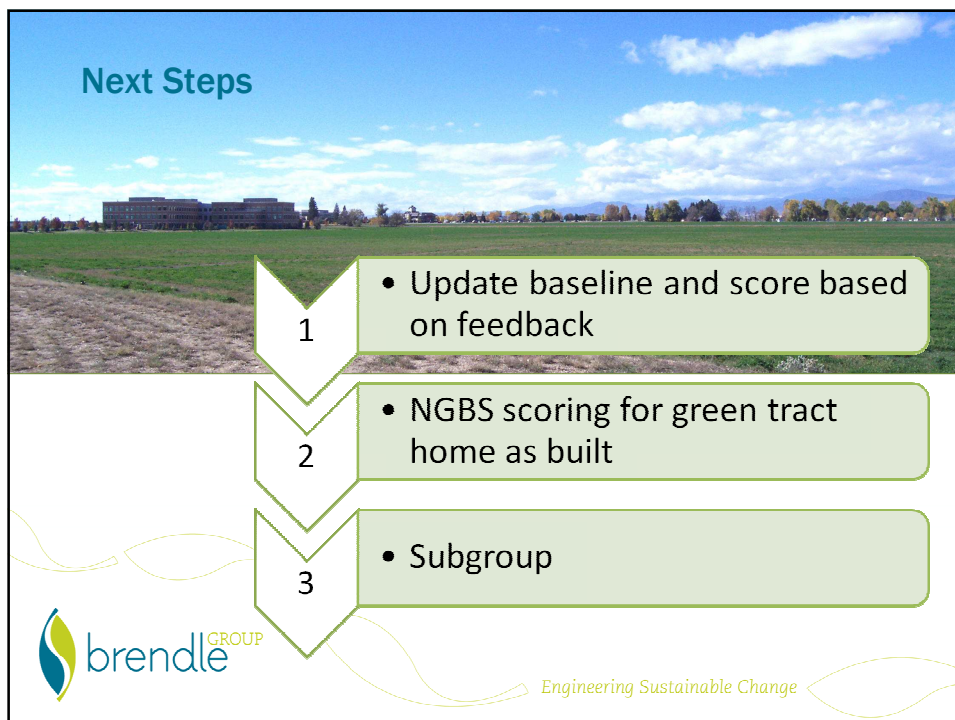 Next Steps
1
• Update baseline and score based
on feedback
2
• NGBS scoring for green tract
home as built
3
• Subgroup
brendle GROUP
Engineering Sustainable Change